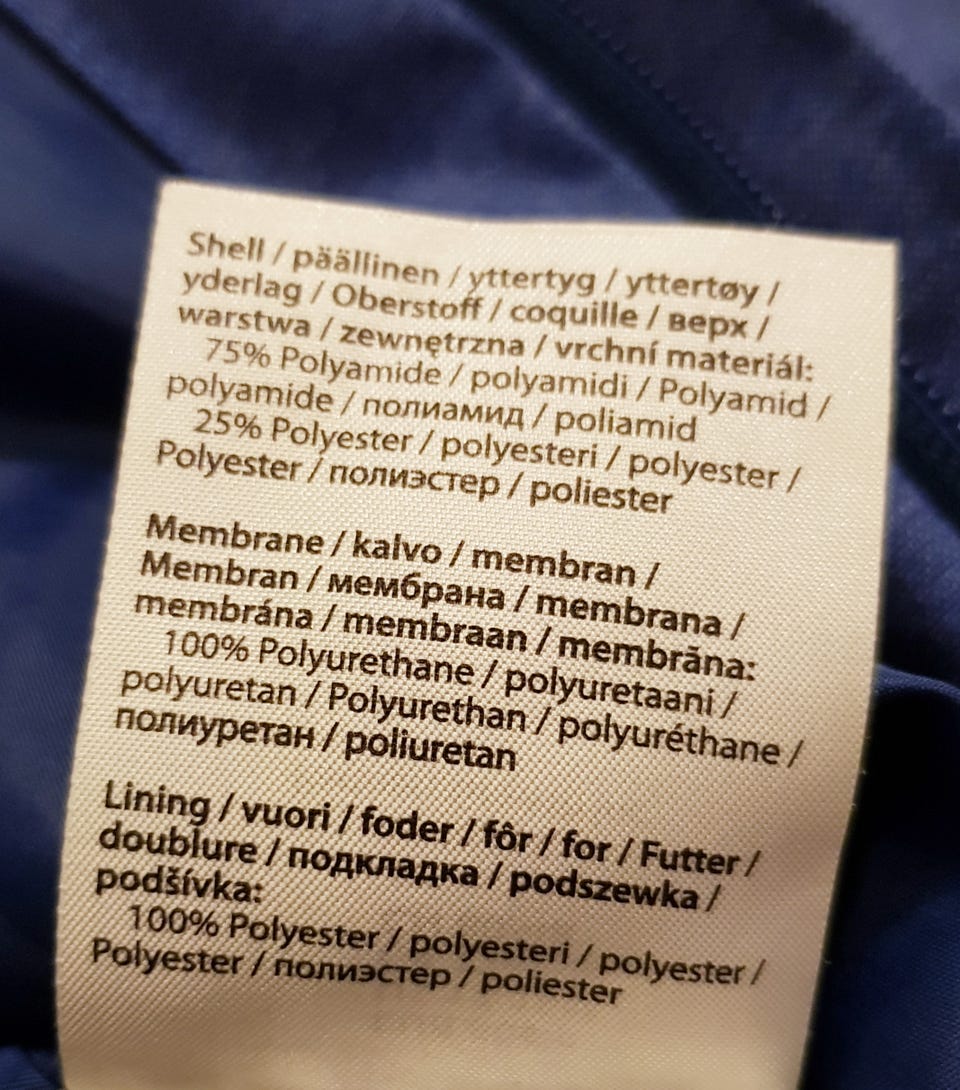 Shell / päällinen / yttertyg / yttertøy /
yderlag / Oberstoff / coquille / верх /
warstwa / zewnętrzna / vrchní materiál:
75% Polyamide / polyamidi / Polyamid /
polyamide / полиамид / poliamid
25% Polyester / polyesteri / polyester /
Polyester / полиэстер / poliester
Membrane / kalvo / membran /
Membran / мембрана / membrana /
membrána / membraan / membrāna:
100% Polyurethane / polyuretaani /
polyuretan / Polyurethan / polyuréthane /
полиуретан / poliuretan
Lining / vuori / foder / fôr / for / Futter /
doublure / подкладка / podszewka /
podšívka:
100% Polyester / polyesteri / polyester /
Polyester / полиэстер / poliester